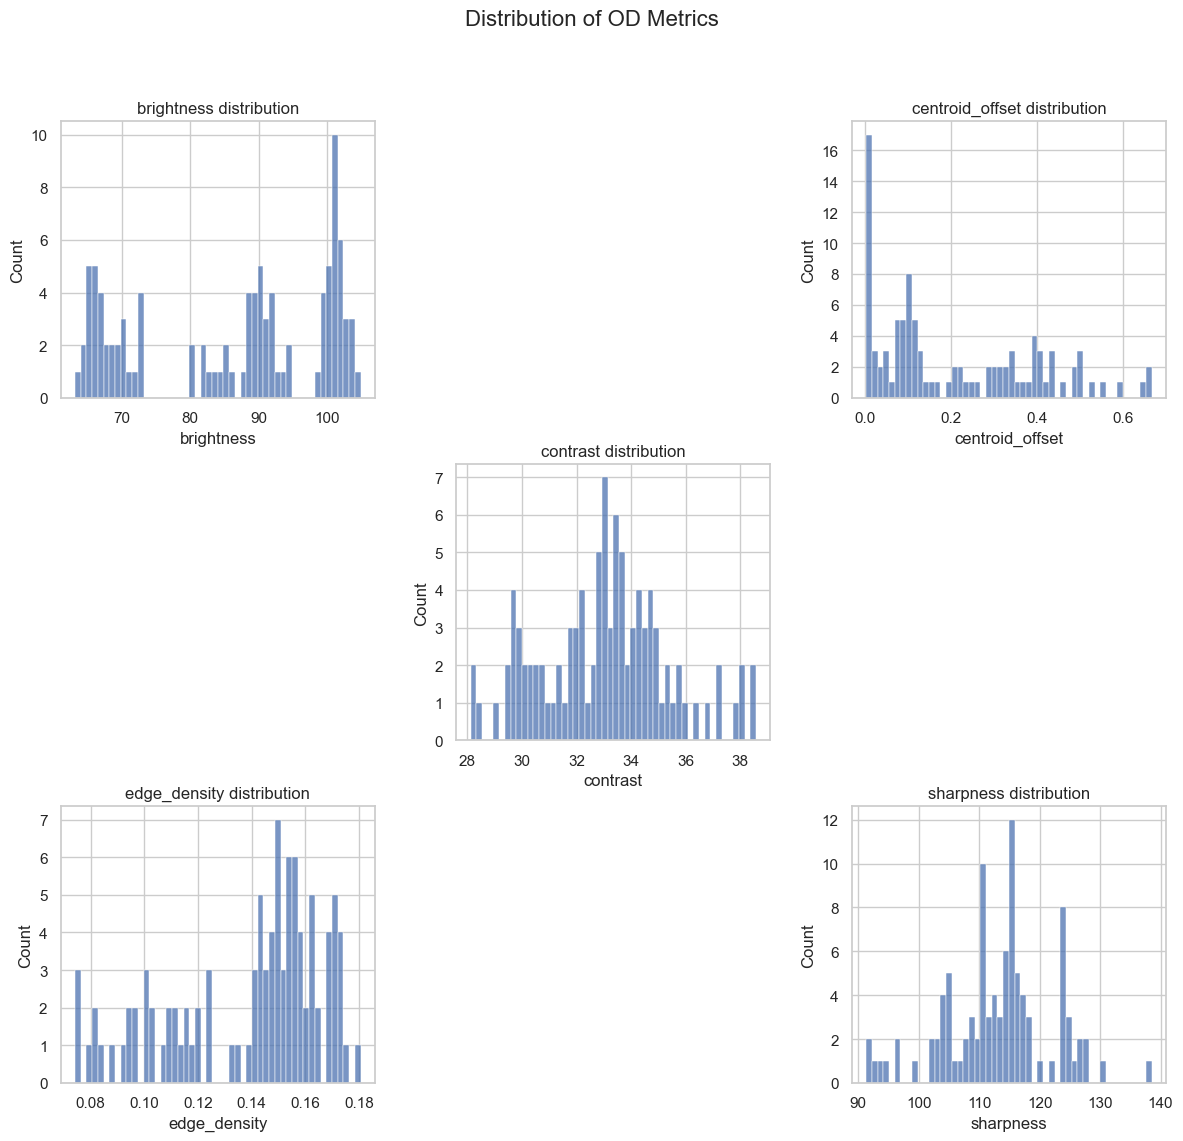 Distribution of OD Metrics
brightness distribution
10
8
6
4
2
0
Count
70 80 90 100
brightness
centroid_offset distribution
16
14
12
10
8
6
4
2
0
Count
0.0 0.2 0.4 0.6
centroid_offset
contrast distribution
7
6
5
4
3
2
1
0
Count
28 30 32 34 36 38
contrast
edge_density distribution
7
6
5
4
3
2
1
0
Count
0.08 0.10 0.12 0.14 0.16 0.18
edge_density
sharpness distribution
12
10
8
6
4
2
0
Count
90 100 110 120 130 140
sharpness